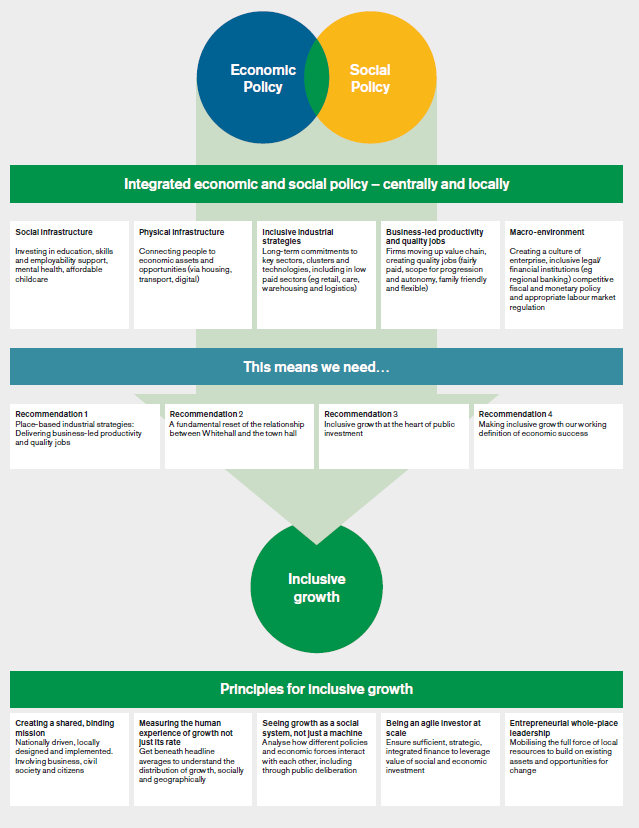 Economic
Policy
Social
Policy
Integrated economic and social policy – centrally and locally
Social infrastructure
Investing in education, skills
and employability support,
mental health, affordable
childcare
Physical infrastructure
Connecting people to
economic assets and
opportunities (via housing,
transport, digital)
Inclusive industrial
strategies
Long-term commitments to
key sectors, clusters and
technologies, including in low
paid sectors (eg retail, care,
warehousing and logistics)
Business-led productivity
and quality jobs
Firms moving up value chain,
creating quality jobs (fairly
paid, scope for progression
and autonomy, family friendly
and flexible)
Macro-environment
Creating a culture of
enterprise, inclusive legal/
financial institutions (eg
regional banking) competitive
fiscal and monetary policy
and appropriate labour market
regulation
This means we need…
Recommendation 1
Place-based industrial strategies:
Delivering business-led productivity
and quality jobs
Recommendation 2
A fundamental reset of the relationship
between Whitehall and the town hall
Recommendation 3
Inclusive growth at the heart of public
investment
Recommendation 4
Making inclusive growth our working
definition of economic success
Inclusive
growth
Principles for inclusive growth
Creating a shared, binding
mission
Nationally driven, locally
designed and implemented.
Involving business, civil
society and citizens
Measuring the human
experience of growth not
just its rate
Get beneath headline
averages to understand the
distribution of growth, socially
and geographically
Seeing growth as a social
system, not just a machine
Analyse how different policies
and economic forces interact
with each other, including
through public deliberation
Being an agile investor at
scale
Ensure sufficient, strategic,
integrated finance to leverage
value of social and economic
investment
Entrepreneurial whole-place
leadership
Mobilising the full force of local
resources to build on existing
assets and opportunities for
change